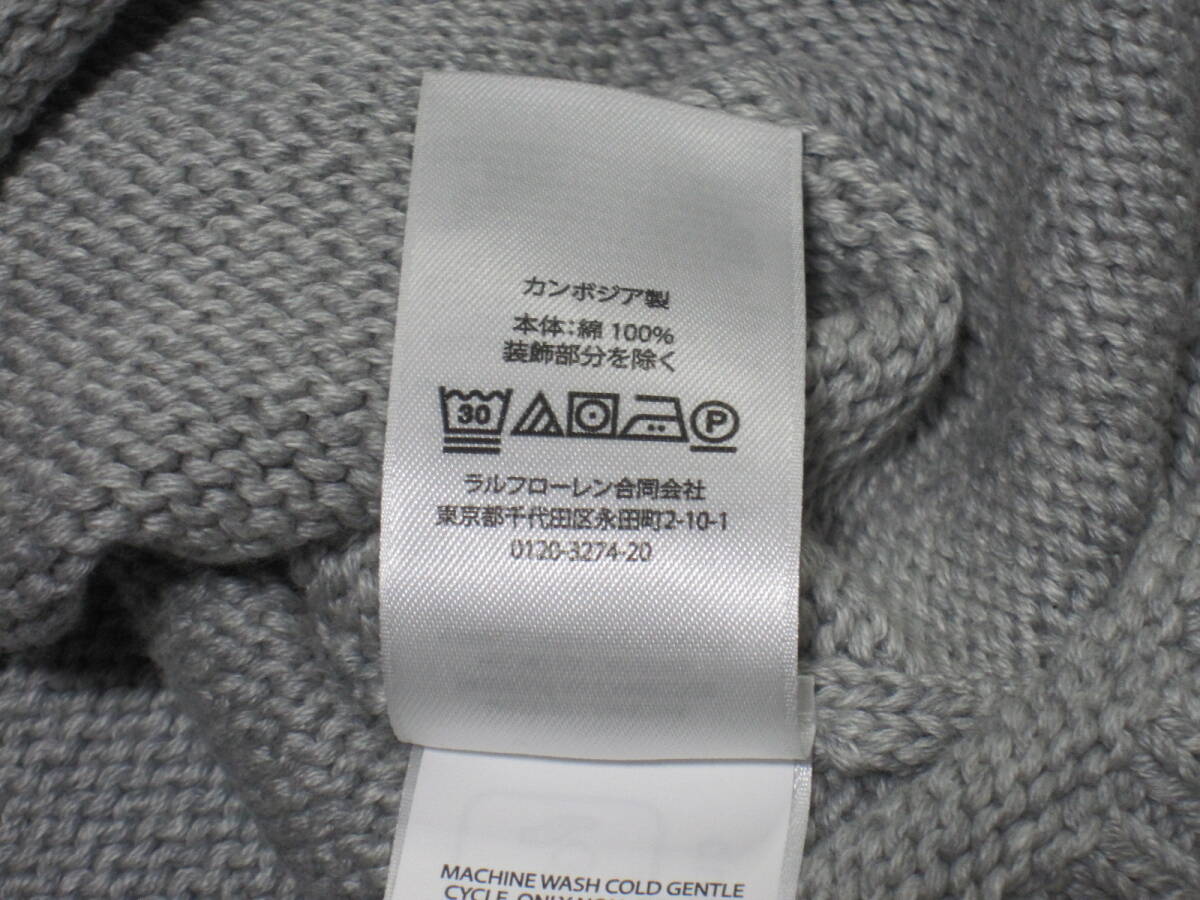 カンボジア製
本体:綿 100%
装飾部分を除く
30 P
ラルフローレン合同会社
東京都千代田区永田町2-10-1
0120-3274-20
MACHINE WASH COLD GENTLE
CYCLE. ONLY